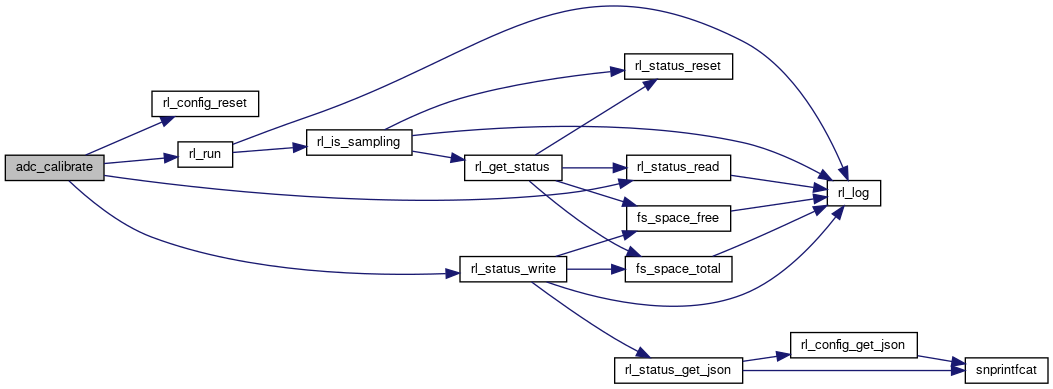 adc_calibrate
rl_config_reset
rl_run
rl_is_sampling
rl_get_status
rl_status_write
rl_status_reset
rl_status_read
fs_space_free
fs_space_total
rl_status_get_json
rl_log
rl_config_get_json
snprintfcat